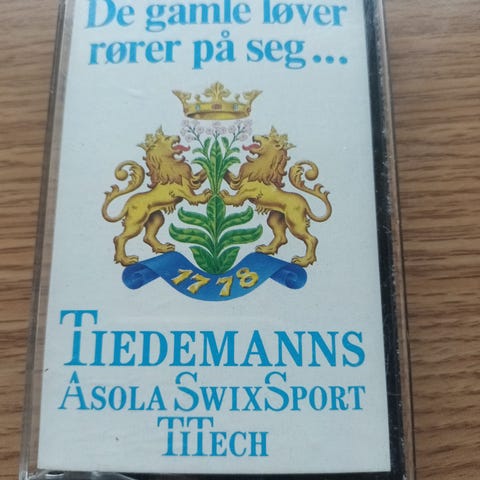 De gamle løver
rører på seg...
1778
TIEDEMANNS
ASOLA SWIXSPORT
TITECH